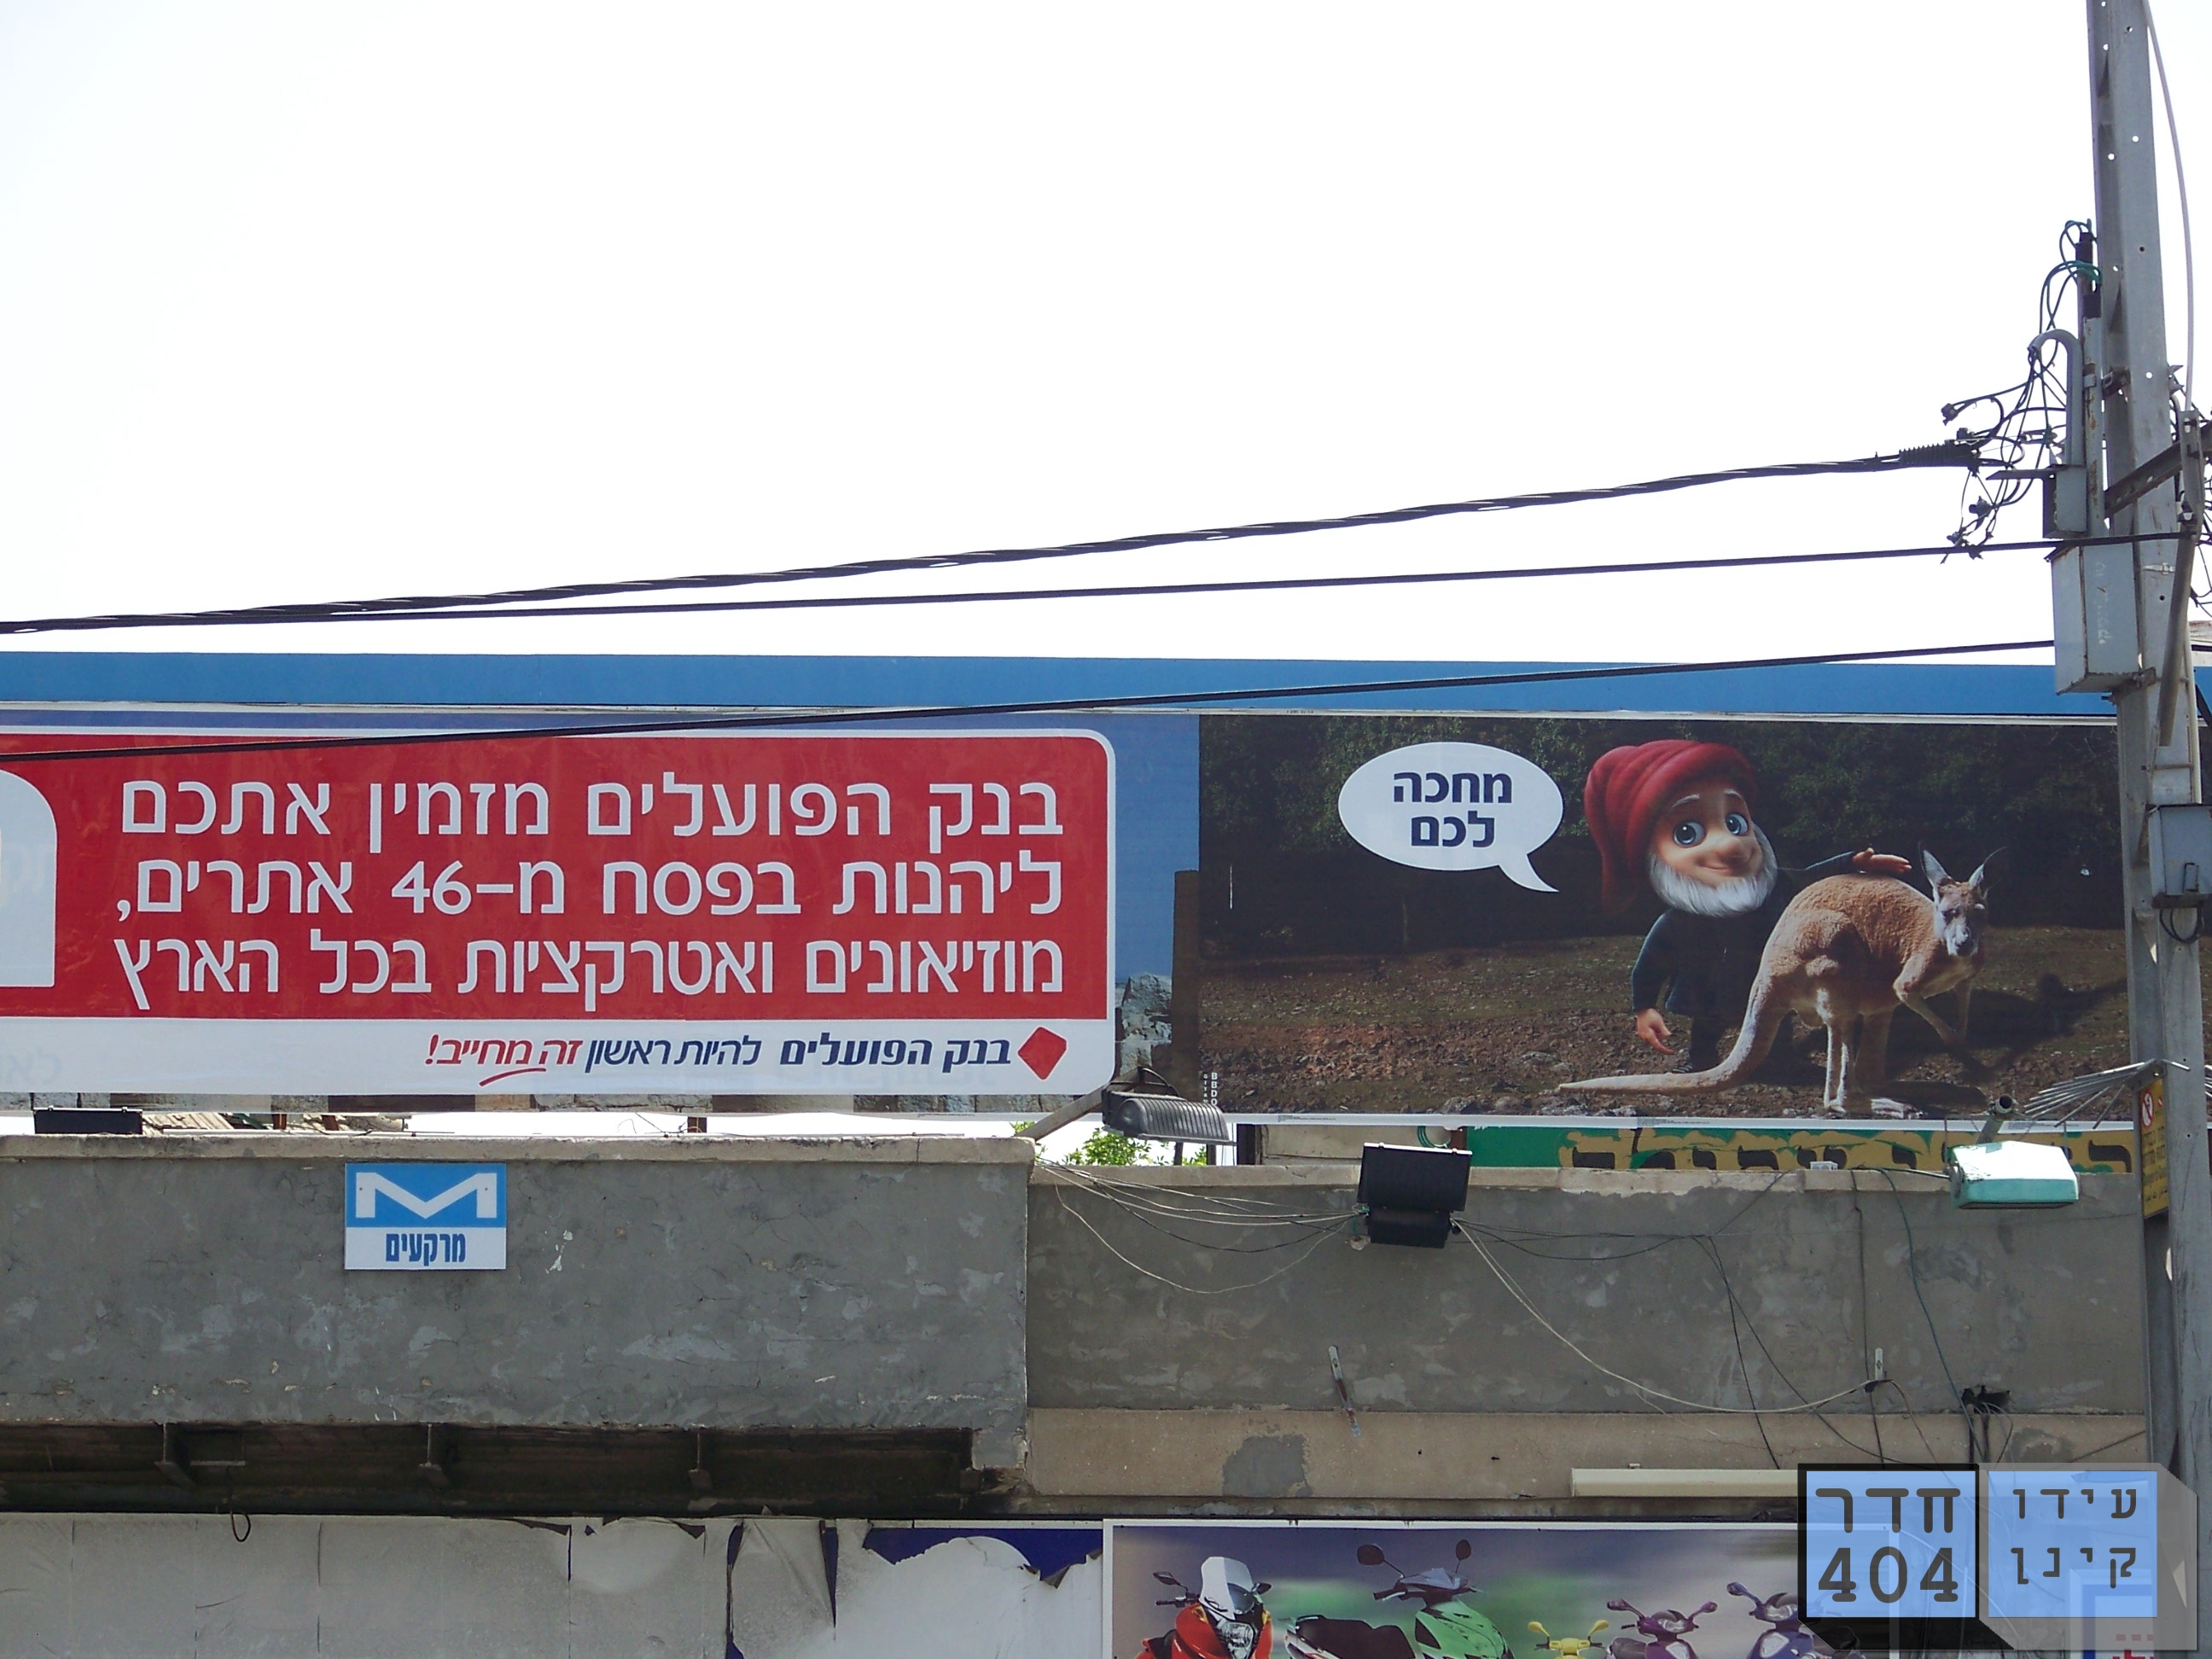 בנק הפועלים מזמין אתכם
ליהנות בפסח מ-46 אתרים,
מוזיאונים ואטרקציות בכל הארץ
בנק הפועלים להיות ראשון זה מחייב!
מחכה
לכם
BBDO
M
מרקעים
חדר
404
עידו
קינן